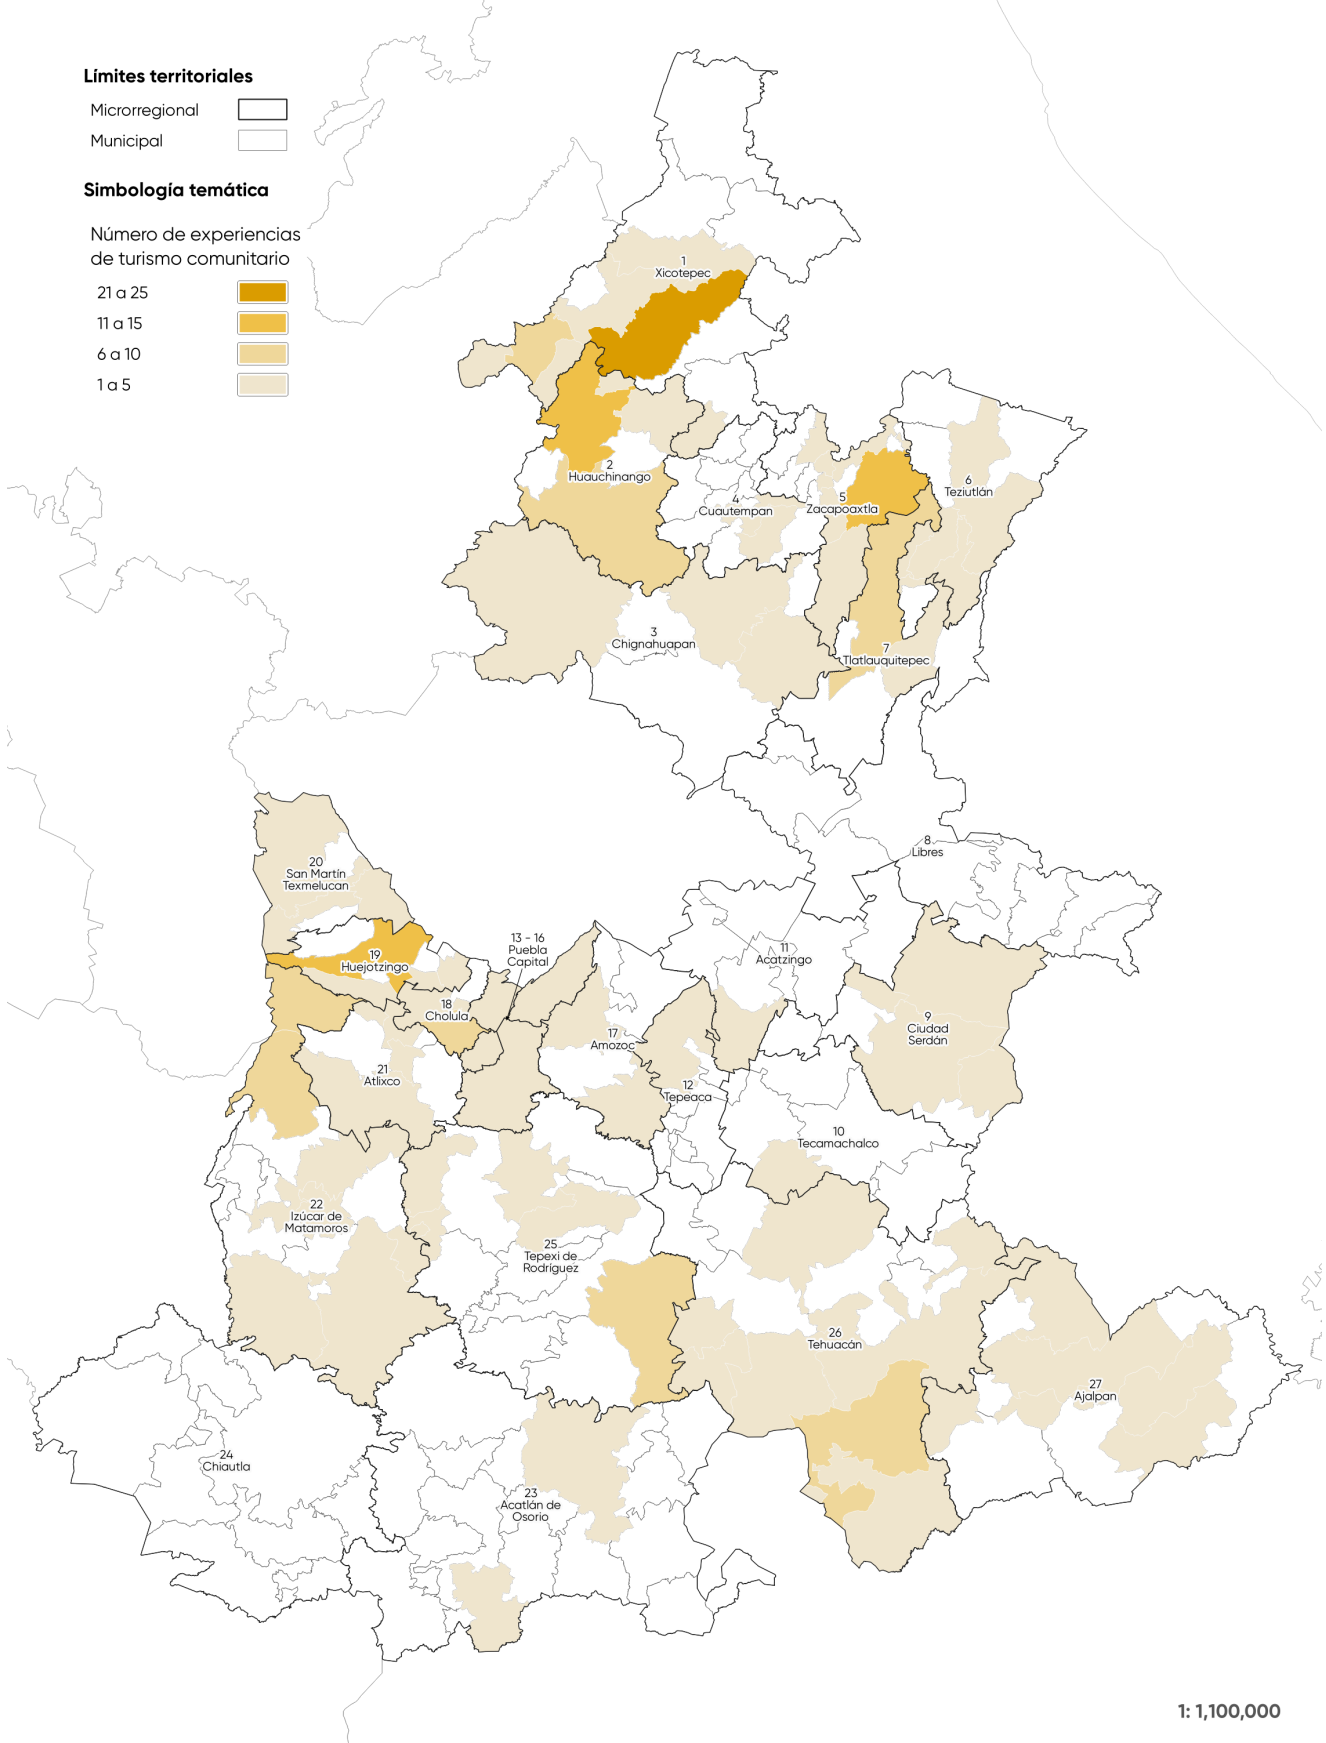 Límites territoriales
Microrregional
Municipal
Simbología temática
Número de experiencias
de turismo comunitario
21 a 25
11 a 15
6 a 10
1 a 5
1
Xicotepec
2
Huauchinango
4
Cuautempan
5
Zacapoaxtla
6
Teziutlán
3
Chignahuapan
7
Tlatlauquitepec
8
Libres
20
San Martín
Texmelucan
19
Huejotzingo
13 - 16
Puebla
Capital
11
Acatzingo
18
Cholula
17
Amozoc
9
Ciudad
Serdán
21
Atlixco
12
Tepeaca
10
Tecamachalco
22
Izúcar de
Matamoros
25
Tepexi de
Rodríguez
26
Tehuacán
27
Ajalpan
24
Chiautla
23
Acatlán de
Osorio
1: 1,100,000